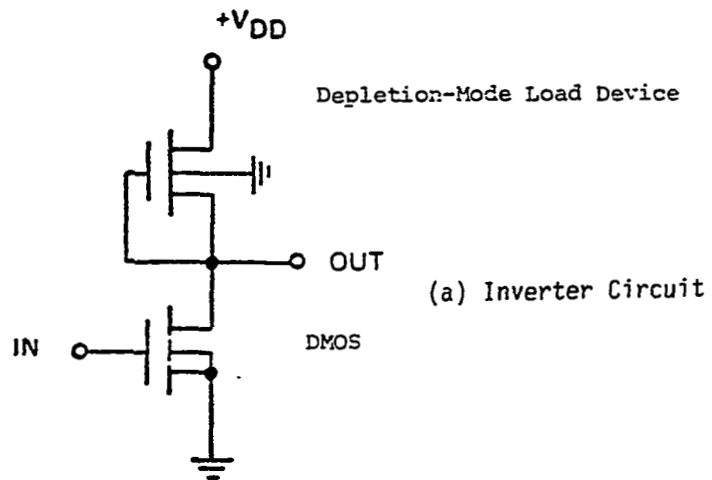 +VDD
Depletion-Mode Load Device
OUT
(a) Inverter Circuit
IN
DMOS